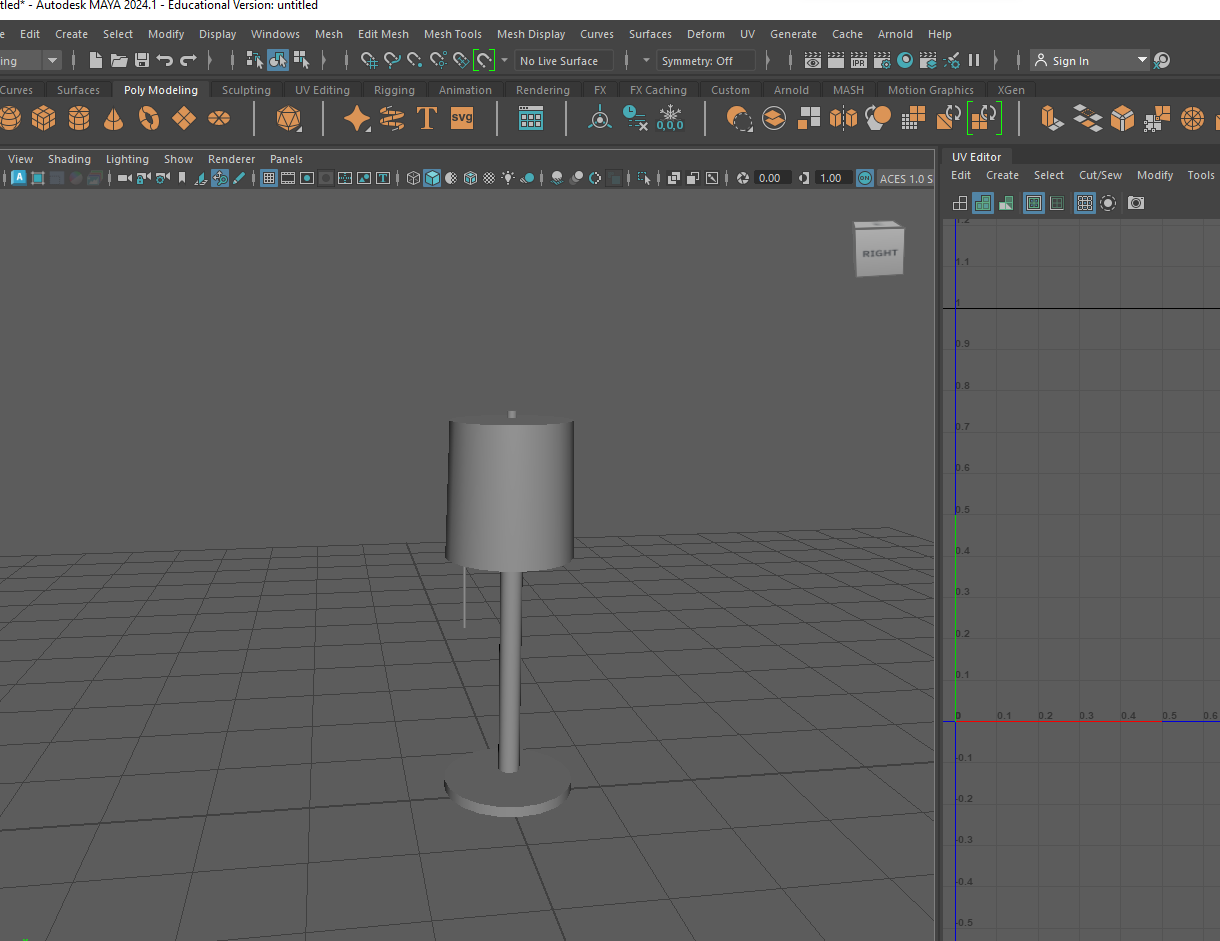 tled* - Autodesk MAYA 2024.1 - Educational Version: untitled
e Edit Create Select Modify Display Windows Mesh Edit Mesh Mesh Tools Mesh Display Curves Surfaces Deform UV Generate Cache Arnold Help
ing No Live Surface Symmetry: Off IPR Sign In
Curves Surfaces Poly Modeling Sculpting UV Editing Rigging Animation Rendering FX FX Caching Custom Arnold MASH Motion Graphics XGen
T SVG 0,0,0
View Shading Lighting Show Renderer Panels
A T 0.00 1.00 ON ACES 1.0 S
UV Editor
Edit Create Select Cut/Sew Modify Tools
RIGHT
1.2
1.1
1
0.9
0.8
0.7
0.6
0.5
0.4
0.3
0.2
0.1
0 0.1 0.2 0.3 0.4 0.5 0.6
-0.1
-0.2
-0.3
-0.4
-0.5